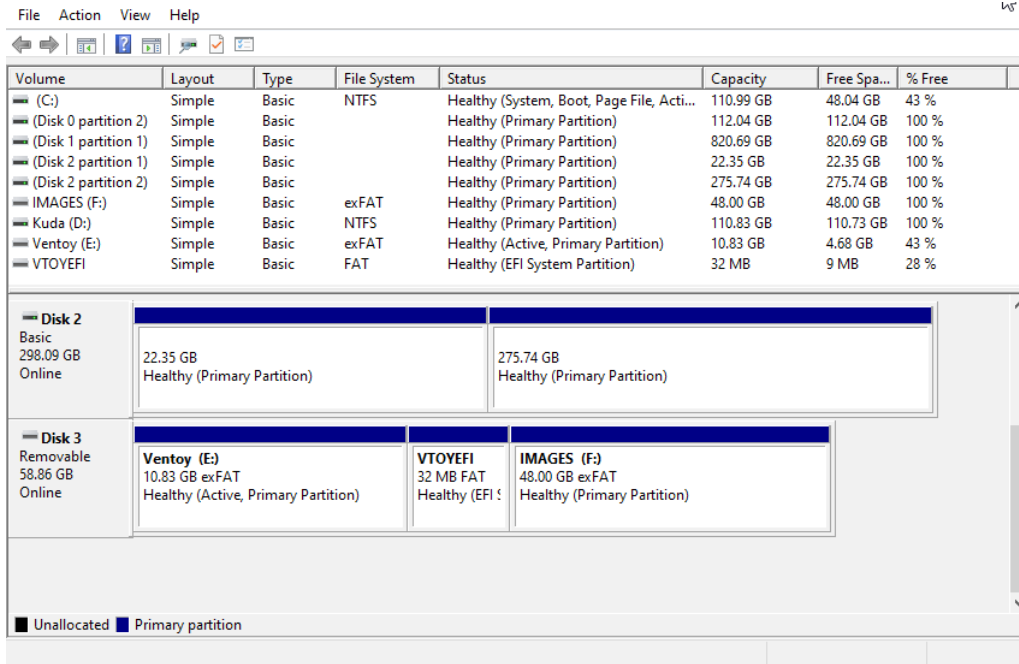 File Action View Help
Volume Layout Type File System Status Capacity Free Spa... % Free
(C:) Simple Basic NTFS Healthy (System, Boot, Page File, Acti... 110.99 GB 48.04 GB 43 %
(Disk 0 partition 2) Simple Basic Healthy (Primary Partition) 112.04 GB 112.04 GB 100 %
(Disk 1 partition 1) Simple Basic Healthy (Primary Partition) 820.69 GB 820.69 GB 100 %
(Disk 2 partition 1) Simple Basic Healthy (Primary Partition) 22.35 GB 22.35 GB 100 %
(Disk 2 partition 2) Simple Basic Healthy (Primary Partition) 275.74 GB 275.74 GB 100 %
IMAGES (F:) Simple Basic exFAT Healthy (Primary Partition) 48.00 GB 48.00 GB 100 %
Kuda (D:) Simple Basic NTFS Healthy (Primary Partition) 110.83 GB 110.73 GB 100 %
Ventoy (E:) Simple Basic exFAT Healthy (Active, Primary Partition) 10.83 GB 4.68 GB 43 %
VTOYEFI Simple Basic FAT Healthy (EFI System Partition) 32 MB 9 MB 28 %
Disk 2
Basic
298.09 GB
Online
22.35 GB
Healthy (Primary Partition)
275.74 GB
Healthy (Primary Partition)
Disk 3
Removable
58.86 GB
Online
Ventoy (E:)
10.83 GB exFAT
Healthy (Active, Primary Partition)
VTOYEFI
32 MB FAT
Healthy (EFI
IMAGES (F:)
48.00 GB exFAT
Healthy (Primary Partition)
Unallocated Primary partition